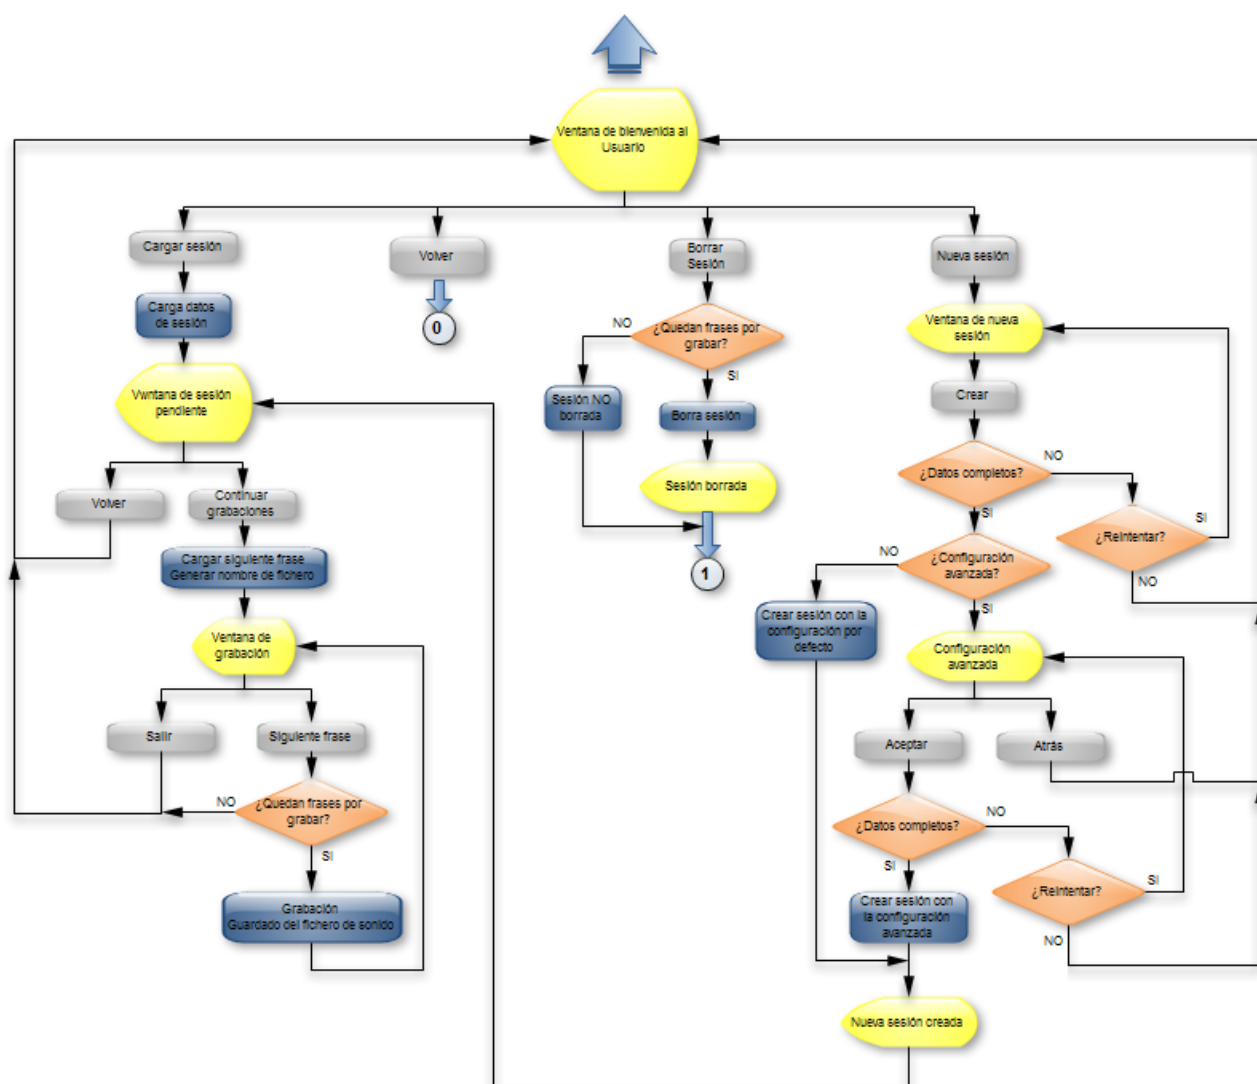 Ventana de bienvenida al
Usuario
Cargar sesión
Volver
Borrar
Sesión
Nueva sesión
Carga datos
de sesión
0
NO
¿Quedan frases por
grabar?
SI
Ventana de nueva
sesión
Vwntana de sesión
pendiente
Sesión NO
borrada
Borra sesión
Crear
Volver
Continuar
grabaciones
Sesión borrada
¿Datos completos?
NO
SI
¿Reintentar?
SI
NO
Cargar siguiente frase
Generar nombre de fichero
1
NO
¿Configuración
avanzada?
SI
Crear sesión con la
configuración por
defecto
Ventana de
grabación
Configuración
avanzada
Salir
Siguiente frase
Aceptar
Atrás
NO
¿Quedan frases por
grabar?
SI
¿Datos completos?
NO
SI
¿Reintentar?
SI
NO
Grabación
Guardado del fichero de sonido
Crear sesión con
la configuración
avanzada
Nueva sesión creada